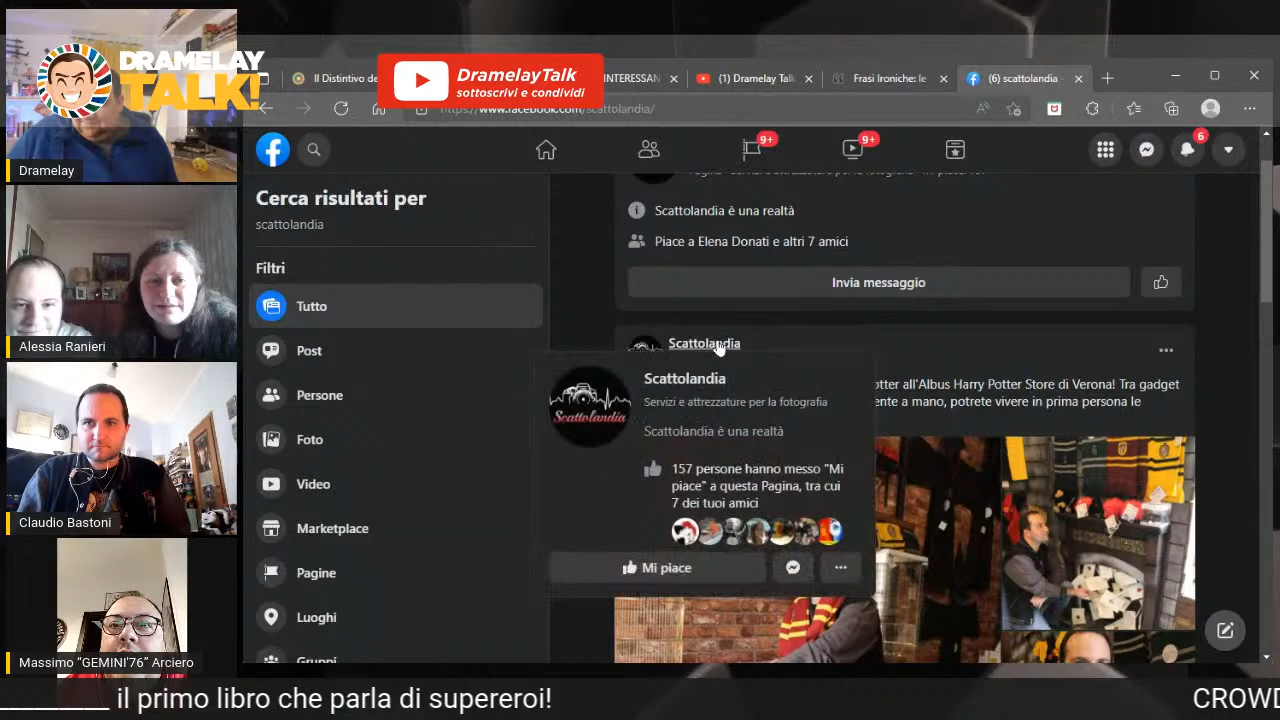 DRAMELAY
TALK!
DramelayTalk
sottoscrivi e condividi
Il Distintivo de
INTERESSAN
(1) Dramelay Talk:
Frasi Ironiche: le
(6) scattolandia
https://www.facebook.com/scattolandia/
9+
9+
6
Cerca risultati per
scattolandia
Filtri
Tutto
Post
Persone
Foto
Video
Marketplace
Pagine
Luoghi
Gruppi
Scattolandia è una realtà
Piace a Elena Donati e altri 7 amici
Invia messaggio
Scattolandia
otter all'Albus Harry Potter Store di Verona! Tra gadget
ente a mano, potrete vivere in prima persona le
Scattolandia
Scattolandia
Servizi e attrezzature per la fotografia
Scattolandia è una realtà
157 persone hanno messo "Mi
piace" a questa Pagina, tra cui
7 dei tuoi amici
Mi piace
Dramelay
Alessia Ranieri
Claudio Bastoni
Massimo “GEMINI'76” Arciero
il primo libro che parla di supereroi!
CROWD